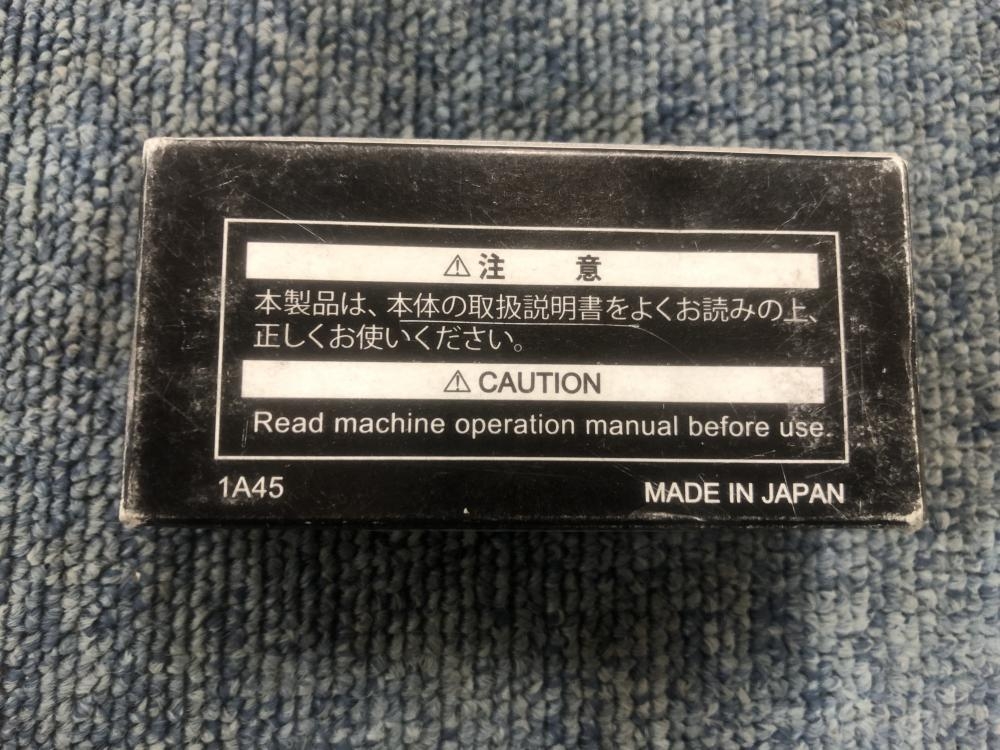 ⚠注 意
本製品は、本体の取扱説明書をよくお読みの上、
正しくお使いください。
⚠ CAUTION
Read machine operation manual before use.
1A45
MADE IN JAPAN